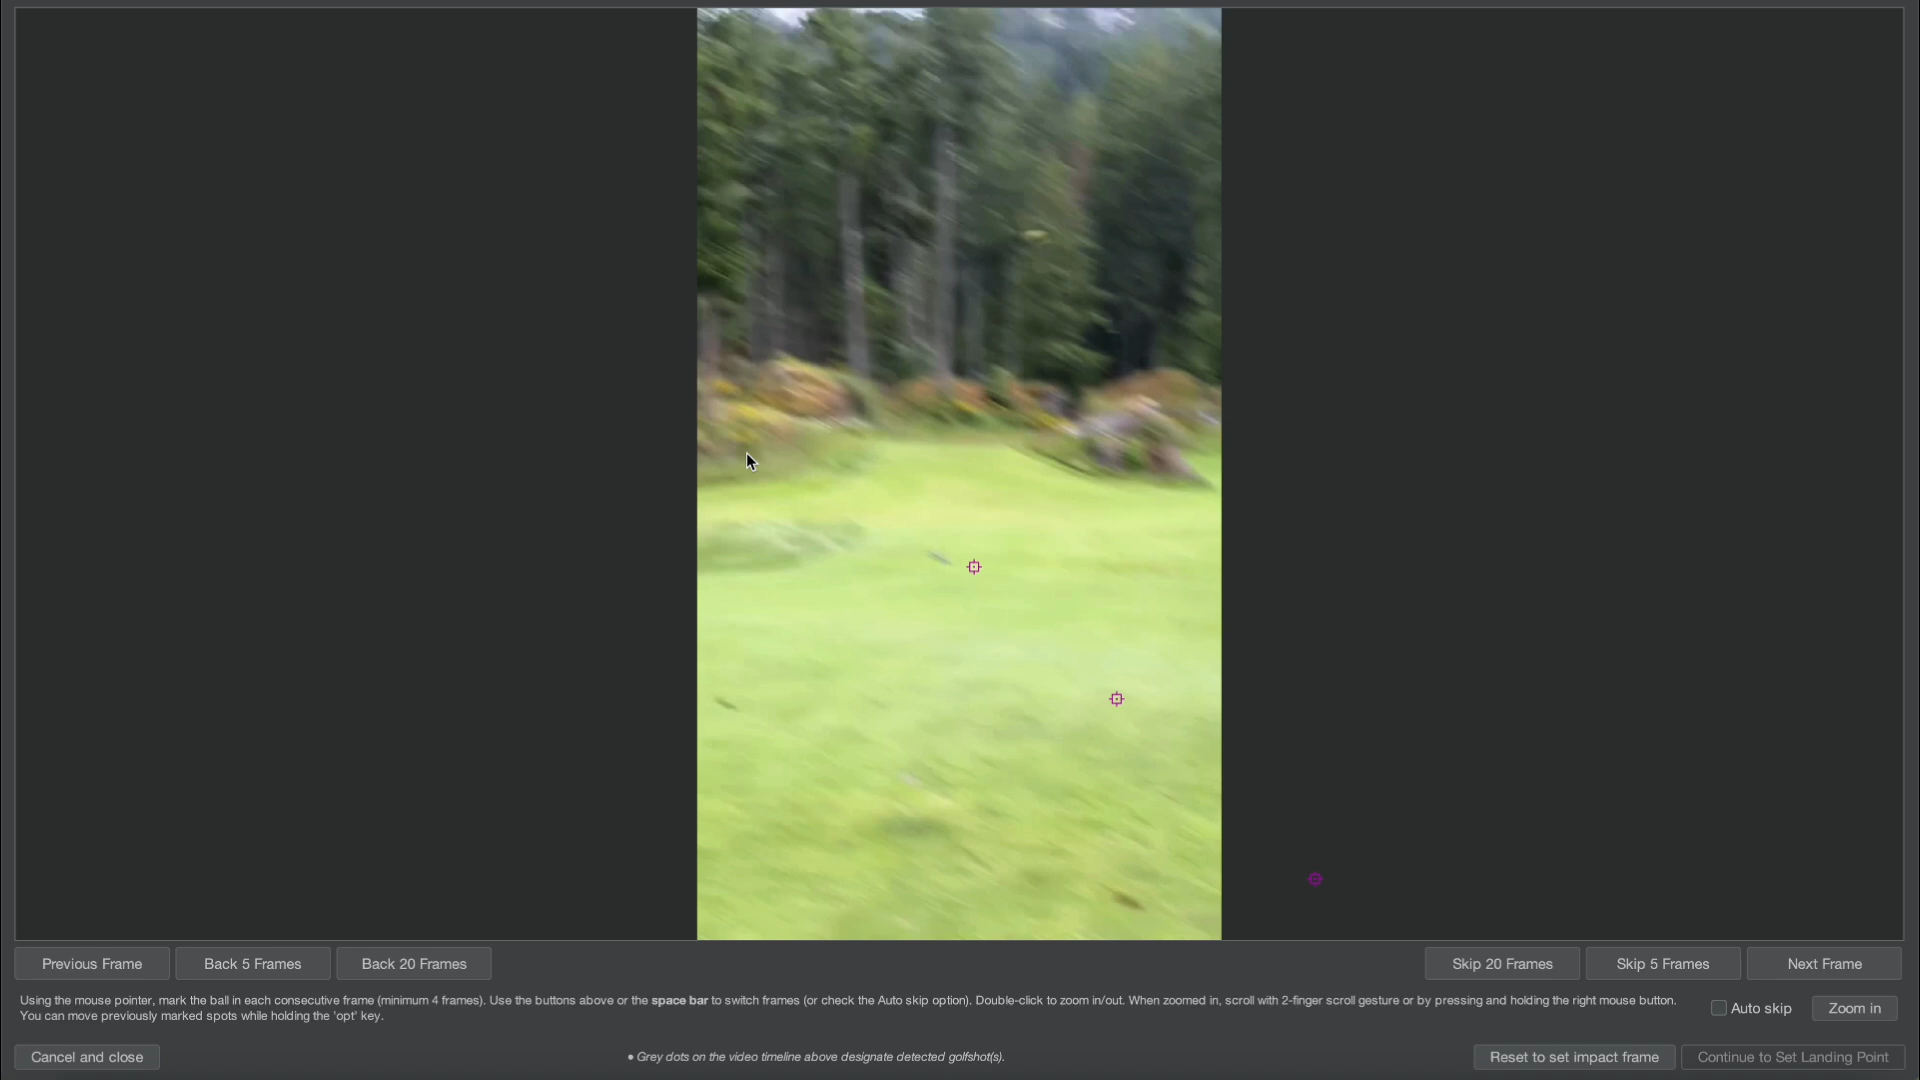 Previous Frame
Back 5 Frames
Back 20 Frames
Skip 20 Frames
Skip 5 Frames
Next Frame
Using the mouse pointer, mark the ball in each consecutive frame (minimum 4 frames). Use the buttons above or the space bar to switch frames (or check the Auto skip option). Double-click to zoom in/out. When zoomed in, scroll with 2-finger scroll gesture or by pressing and holding the right mouse button.
You can move previously marked spots while holding the 'opt' key.
Auto skip
Zoom in
Cancel and close
• Grey dots on the video timeline above designate detected golfshot(s).
Reset to set impact frame
Continue to Set Landing Point